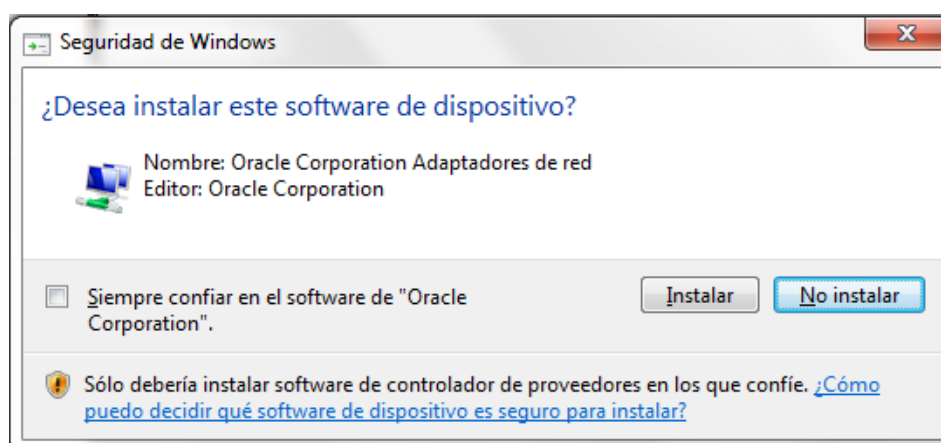 Seguridad de Windows
¿Desea instalar este software de dispositivo?
Nombre: Oracle Corporation Adaptadores de red
Editor: Oracle Corporation
Siempre confiar en el software de "Oracle
Corporation".
Instalar
No instalar
Sólo debería instalar software de controlador de proveedores en los que confíe. ¿Cómo
puedo decidir qué software de dispositivo es seguro para instalar?